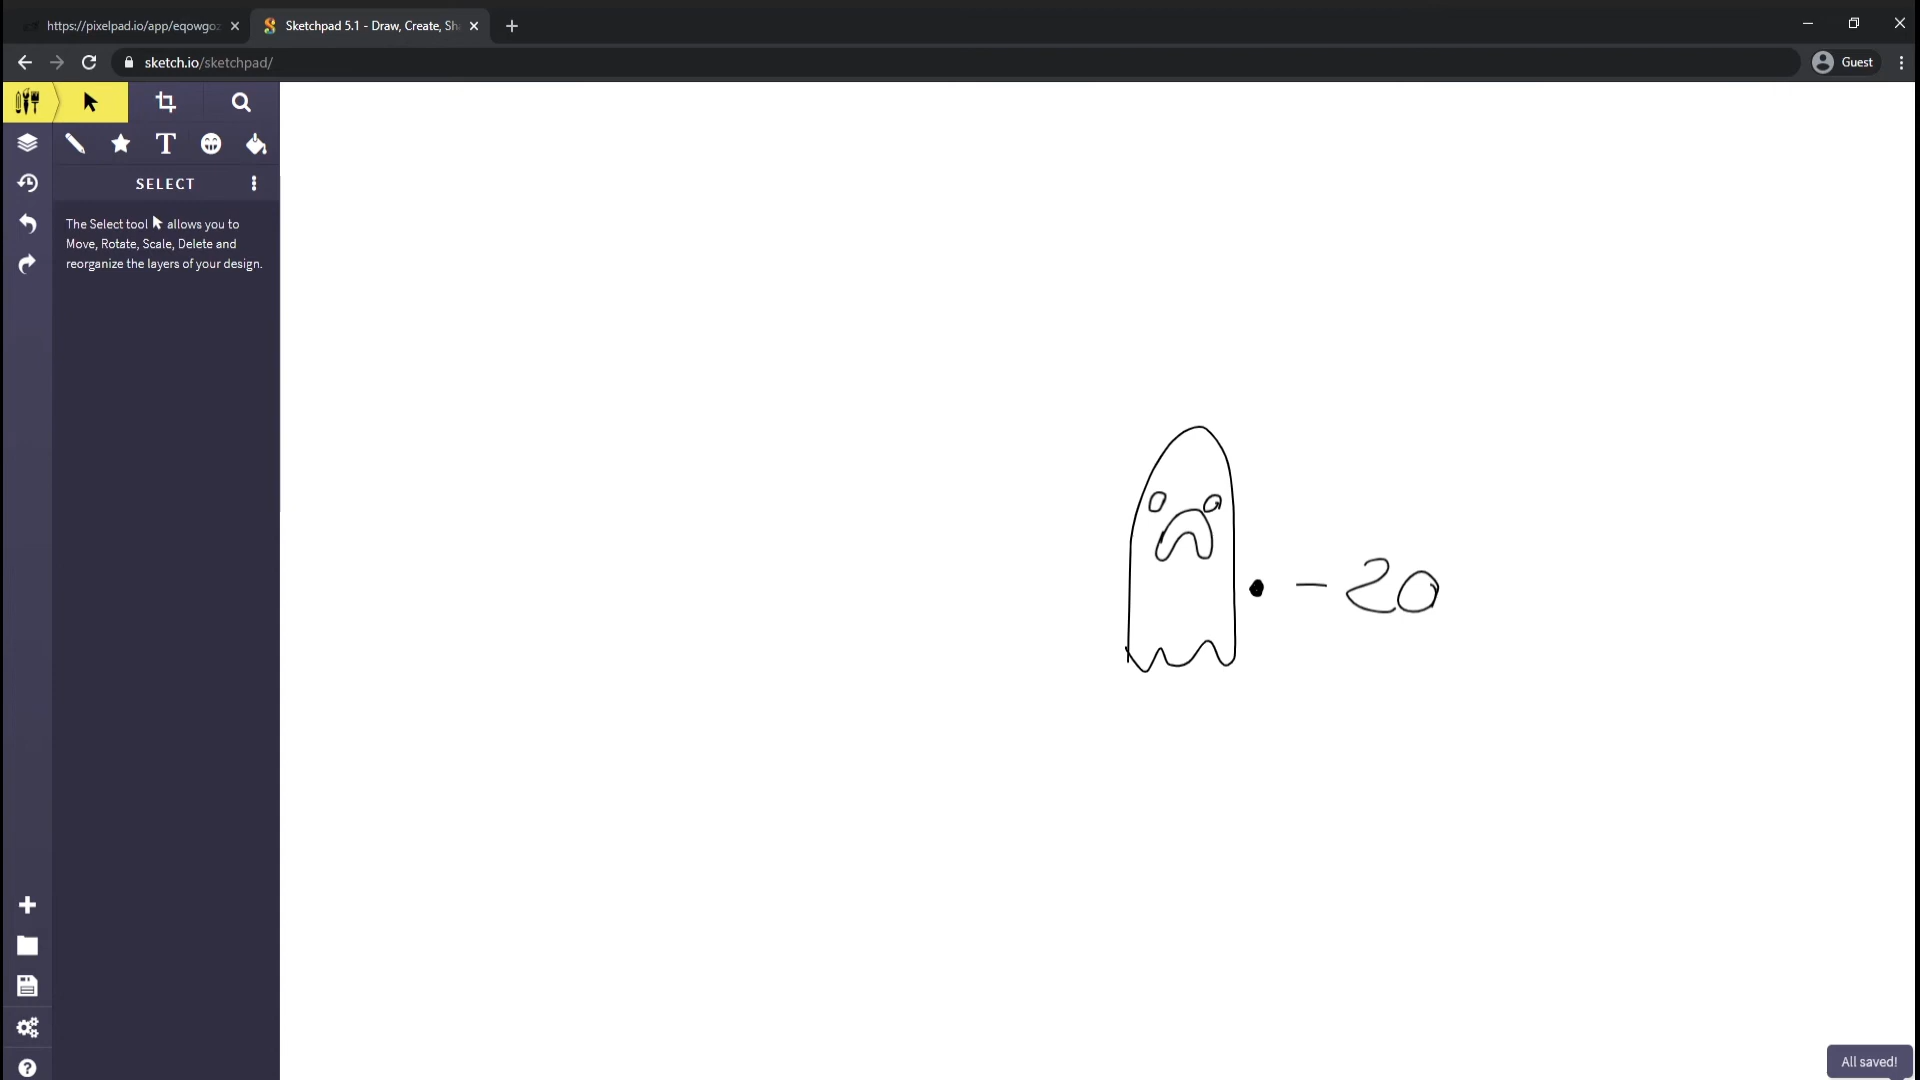 https://pixelpad.io/app/eqowgoz
Sketchpad 5.1 - Draw, Create, Sh
sketch.io/sketchpad/
Guest
T
SELECT
The Select tool allows you to
Move, Rotate, Scale, Delete and
reorganize the layers of your design.
- 20
All saved!